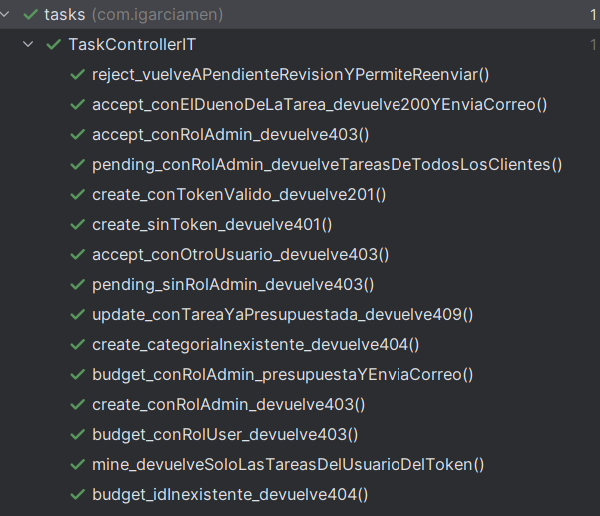 tasks (com.igarciamen) 1
TaskControllerIT 1
reject_vuelveAPendienteRevisionYPermiteReenviar()
accept_conElDuenoDeLaTarea_devuelve200YEnviaCorreo()
accept_conRolAdmin_devuelve403()
pending_conRolAdmin_devuelveTareasDeTodosLosClientes()
create_conTokenValido_devuelve201()
create_sinToken_devuelve401()
accept_conOtroUsuario_devuelve403()
pending_sinRolAdmin_devuelve403()
update_conTareaYaPresupuestada_devuelve409()
create_categoriaInexistente_devuelve404()
budget_conRolAdmin_presupuestaYEnviaCorreo()
create_conRolAdmin_devuelve403()
budget_conRolUser_devuelve403()
mine_devuelveSoloLasTareasDelUsuarioDelToken()
budget_idInexistente_devuelve404()